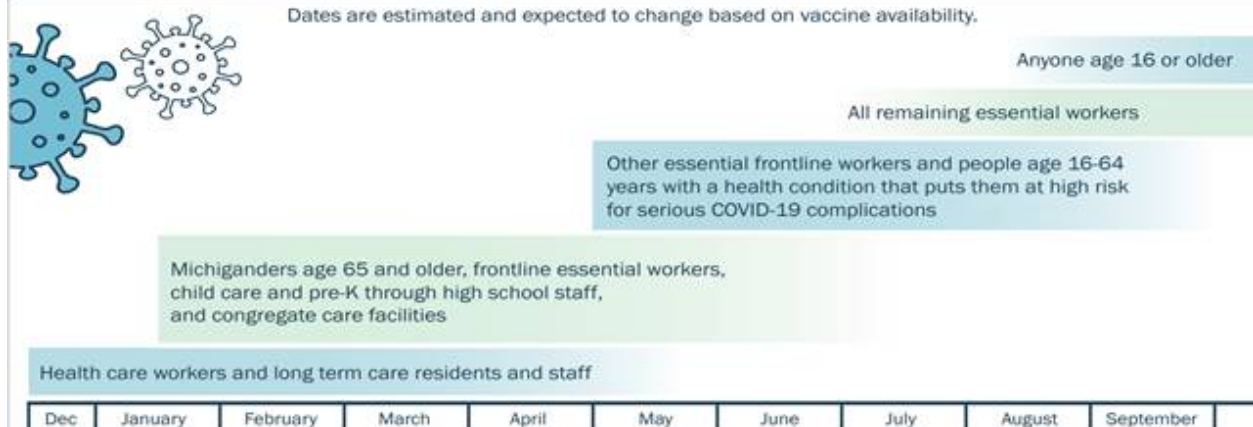 Dates are estimated and expected to change based on vaccine availability.
Anyone age 16 or older
All remaining essential workers
Other essential frontline workers and people age 16-64
years with a health condition that puts them at high risk
for serious COVID-19 complications
Michiganders age 65 and older, frontline essential workers,
child care and pre-K through high school staff,
and congregate care facilities
Health care workers and long term care residents and staff
Dec January February March April May June July August September